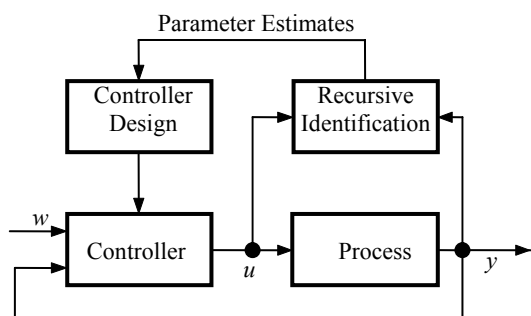 Parameter Estimates
Controller
Design
Recursive
Identification
w
Controller
u
Process
y